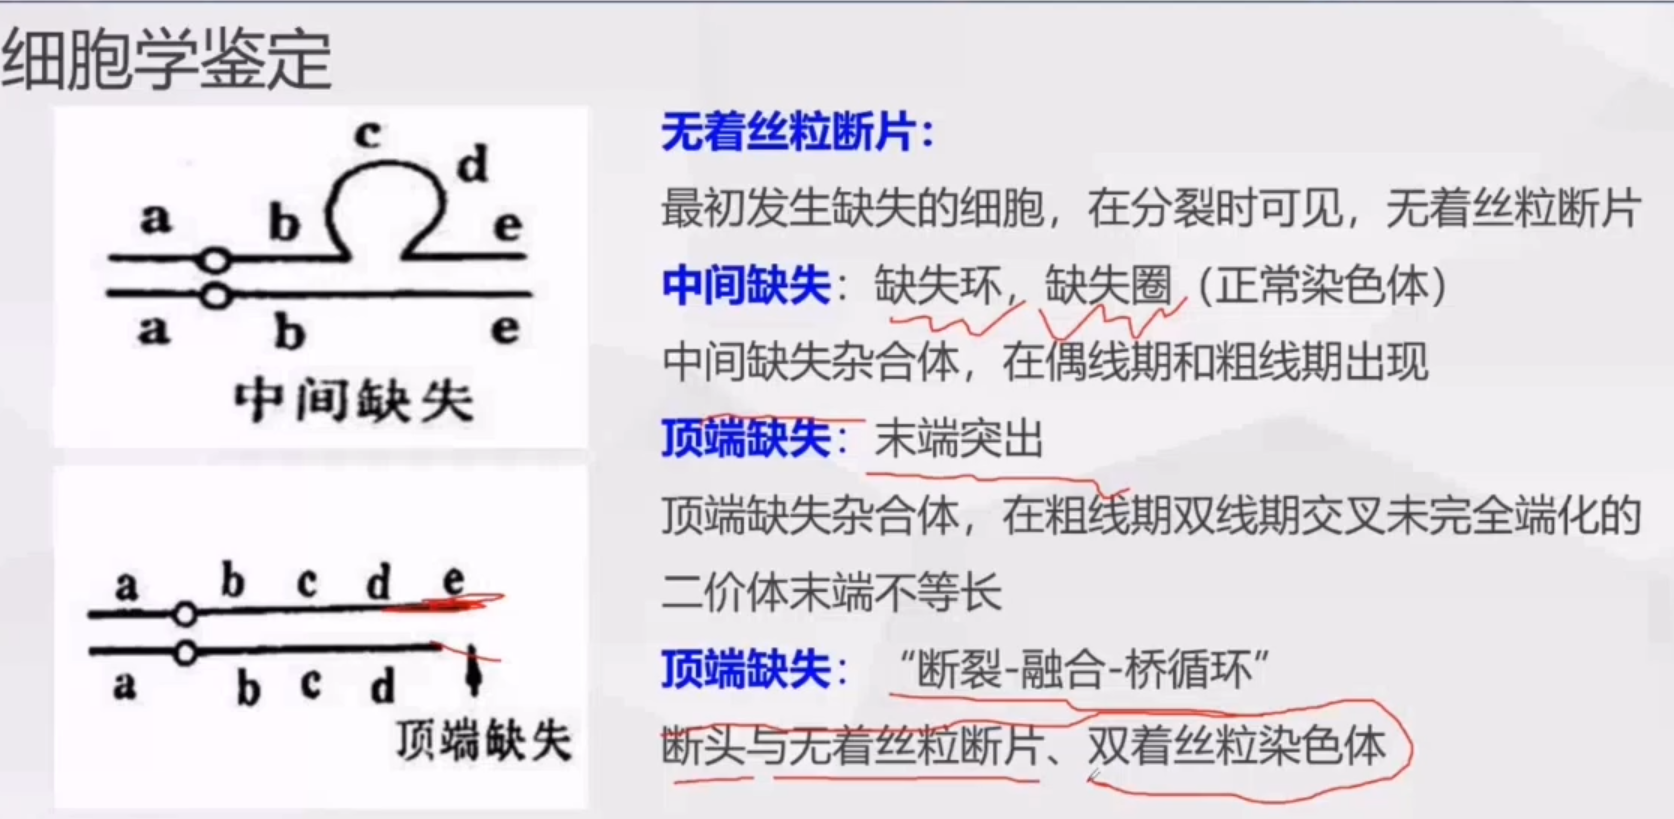 细胞学鉴定
c
d
a
b
e
a
b
e
中间缺失
a b c d e
a b c d
顶端缺失
无着丝粒断片：
最初发生缺失的细胞，在分裂时可见，无着丝粒断片
中间缺失：缺失环，缺失圈（正常染色体）
中间缺失杂合体，在偶线期和粗线期出现
顶端缺失：末端突出
顶端缺失杂合体，在粗线期双线期交叉未完全端化的
二价体末端不等长
顶端缺失：“断裂-融合-桥循环”
断头与无着丝粒断片、双着丝粒染色体